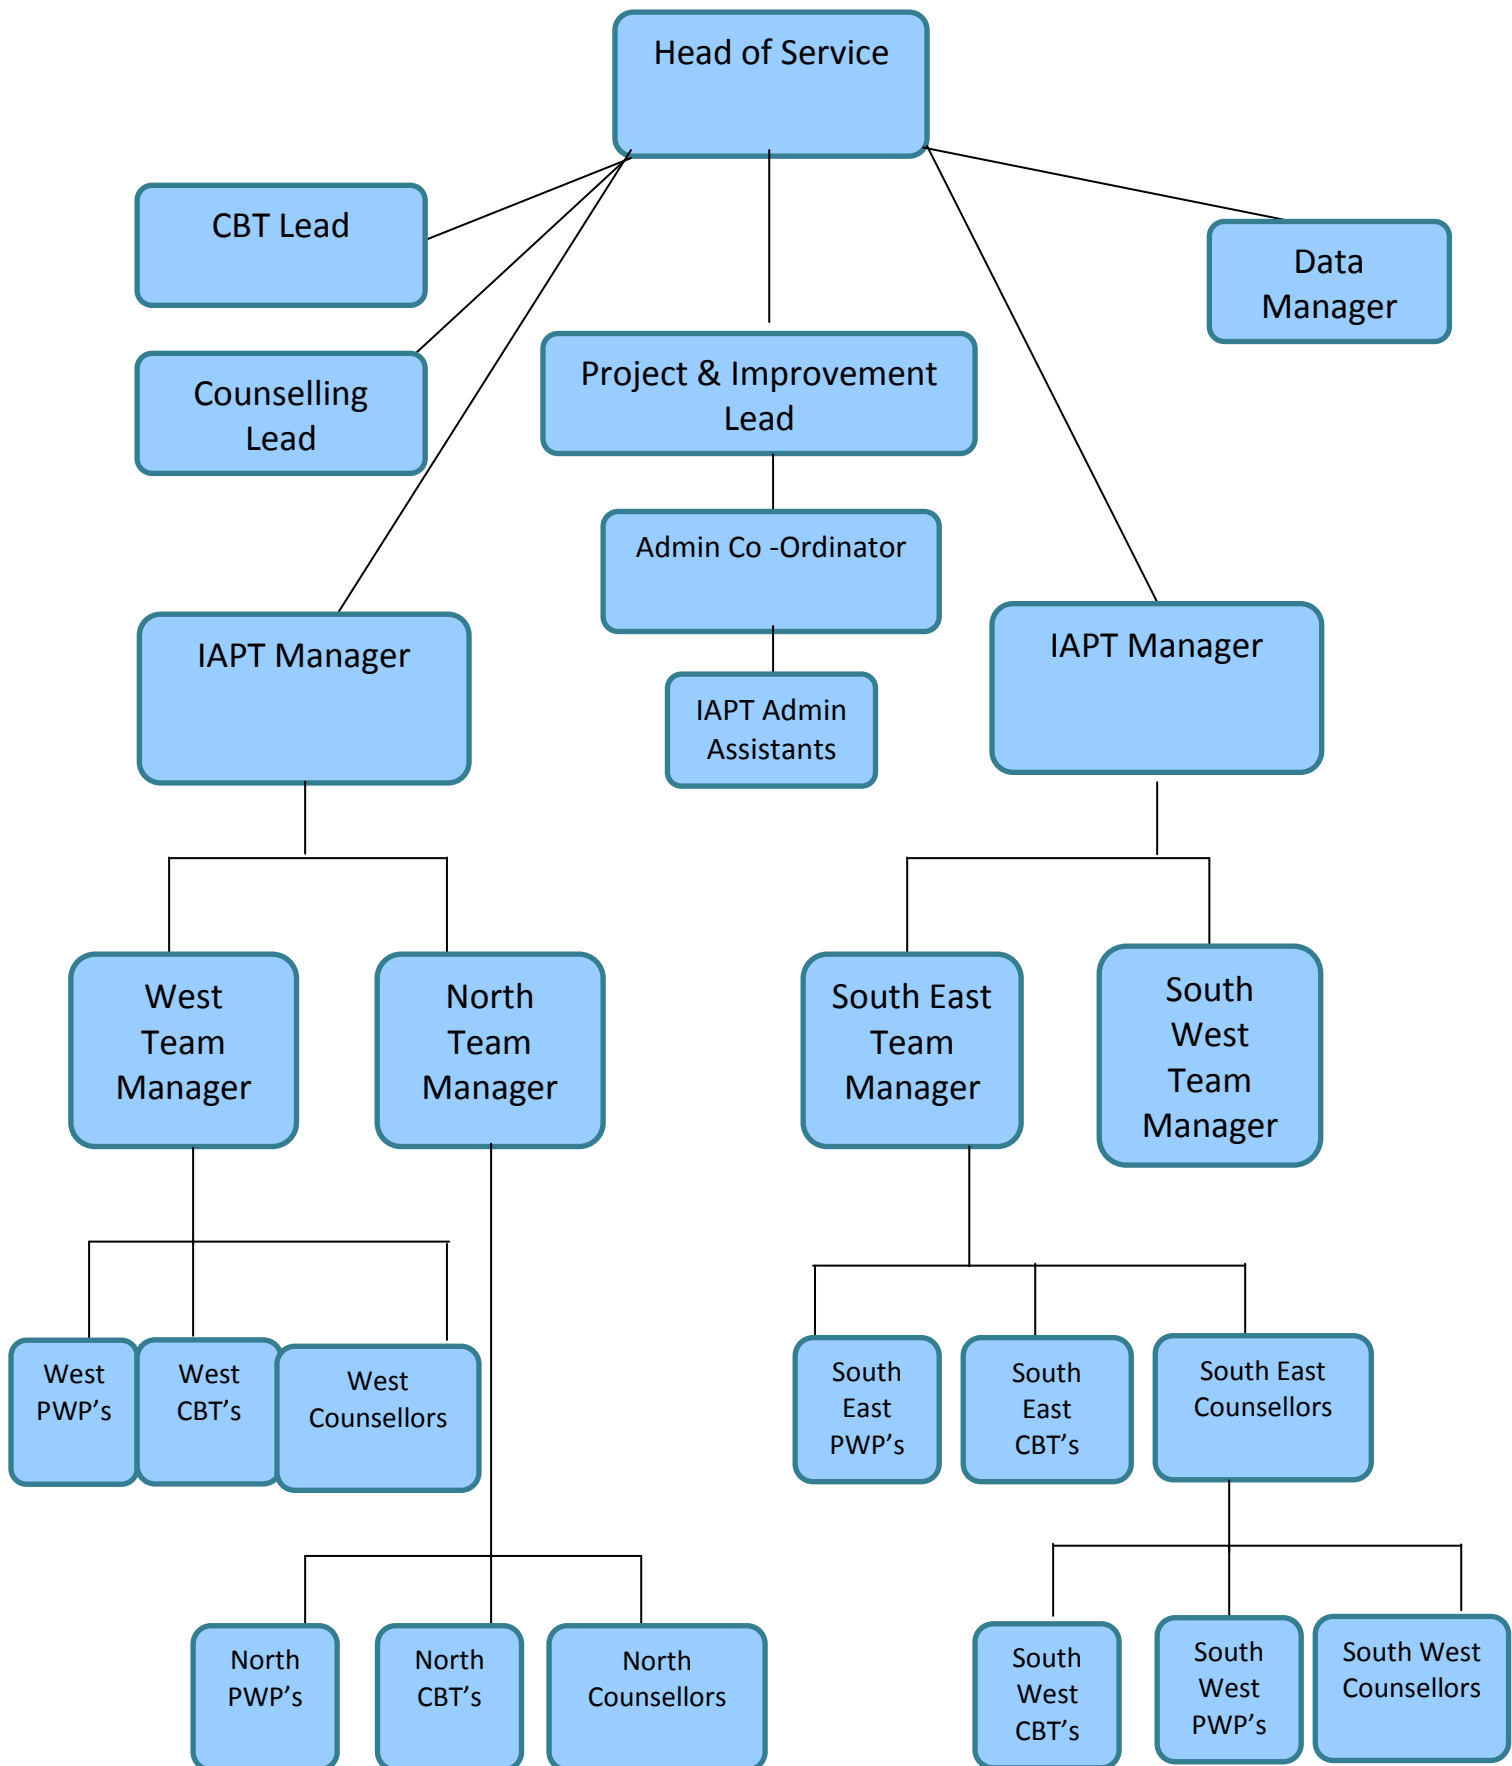 Head of Service
CBT Lead
Data
Manager
Counselling
Lead
Project & Improvement
Lead
Admin Co -Ordinator
IAPT Manager
IAPT Admin
Assistants
IAPT Manager
West
Team
Manager
North
Team
Manager
South East
Team
Manager
South
West
Team
Manager
West
PWP’s
West
CBT’s
West
Counsellors
South
East
PWP’s
South
East
CBT’s
South East
Counsellors
North
PWP’s
North
CBT’s
North
Counsellors
South
West
CBT’s
South
West
PWP’s
South West
Counsellors